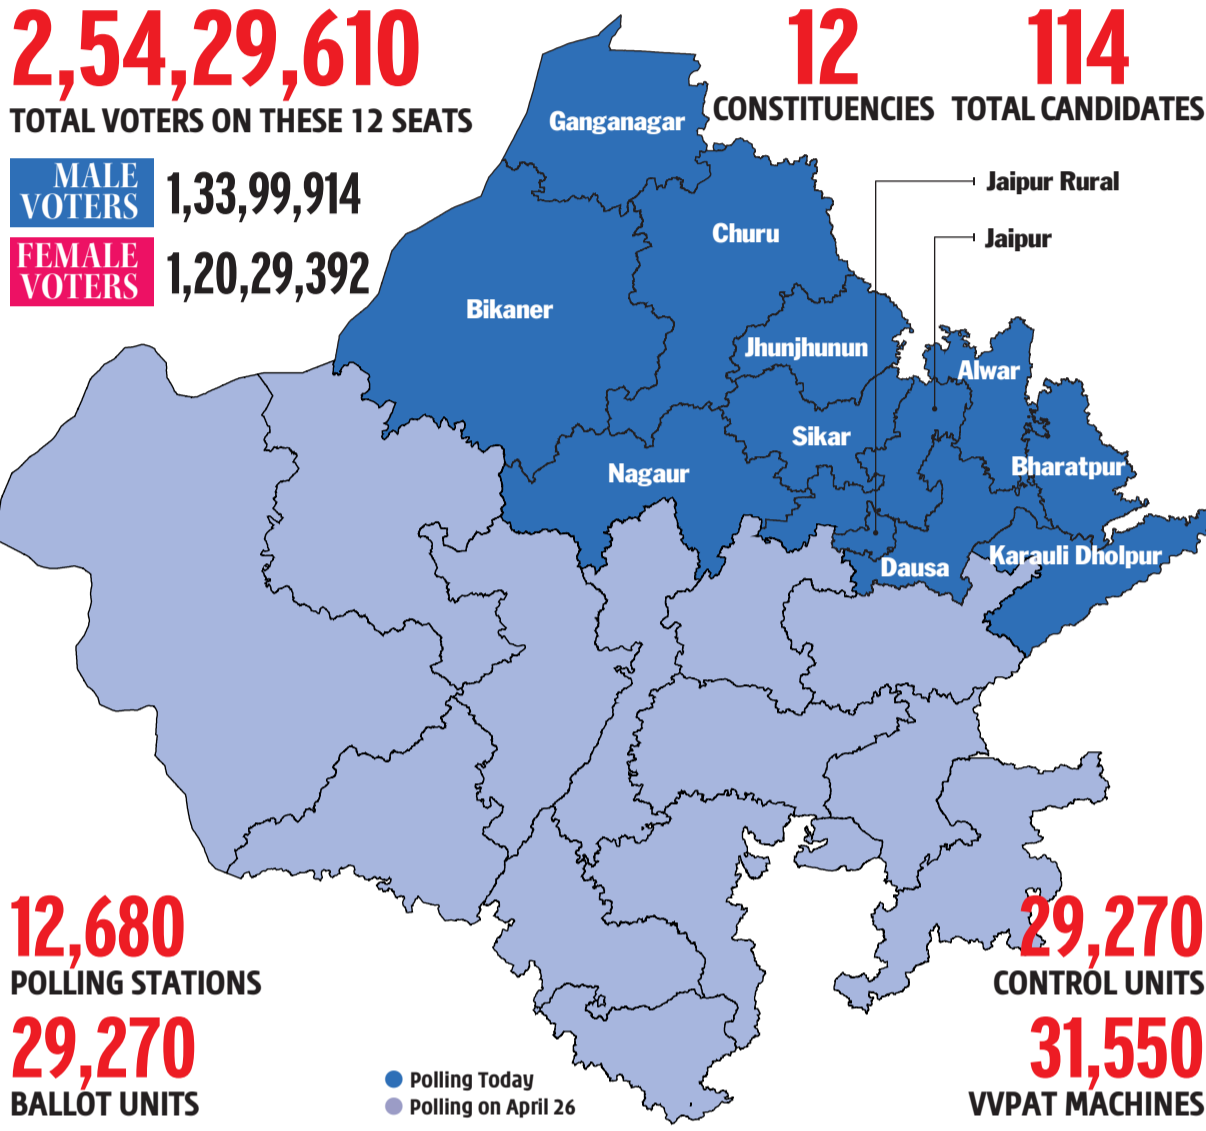 2,54,29,610
TOTAL VOTERS ON THESE 12 SEATS
12
CONSTITUENCIES
114
TOTAL CANDIDATES
MALE
VOTERS
1,33,99,914
FEMALE
VOTERS
1,20,29,392
Ganganagar
Jaipur Rural
Churu
Jaipur
Bikaner
Jhunjhunun
Alwar
Sikar
Nagaur
Bharatpur
Karauli Dholpur
Dausa
12,680
POLLING STATIONS
29,270
BALLOT UNITS
29,270
CONTROL UNITS
31,550
VVPAT MACHINES
Polling Today
Polling on April 26